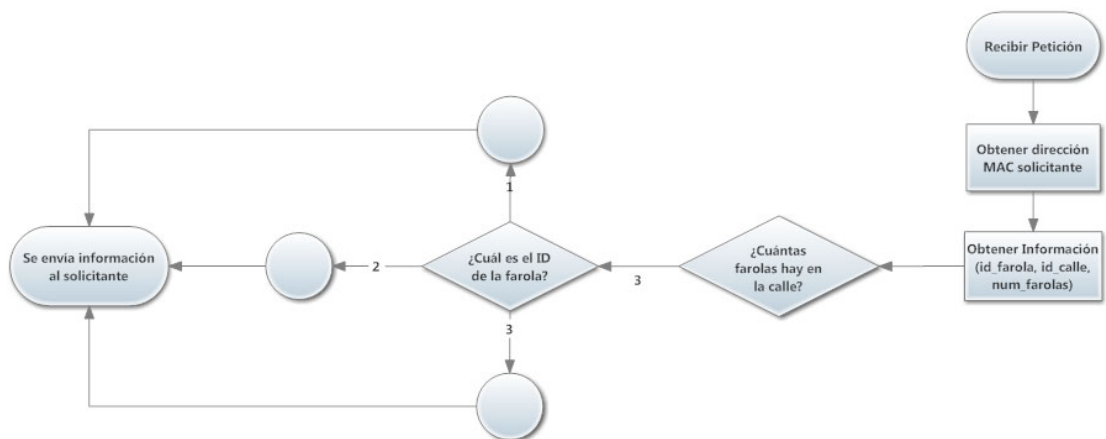 Recibir Petición
Obtener dirección
MAC solicitante
Obtener Información
(id_farola, id_calle,
num_farolas)
¿Cuántas
farolas hay en
la calle?
3
¿Cuál es el ID
de la farola?
1
2
3
Se envía información
al solicitante